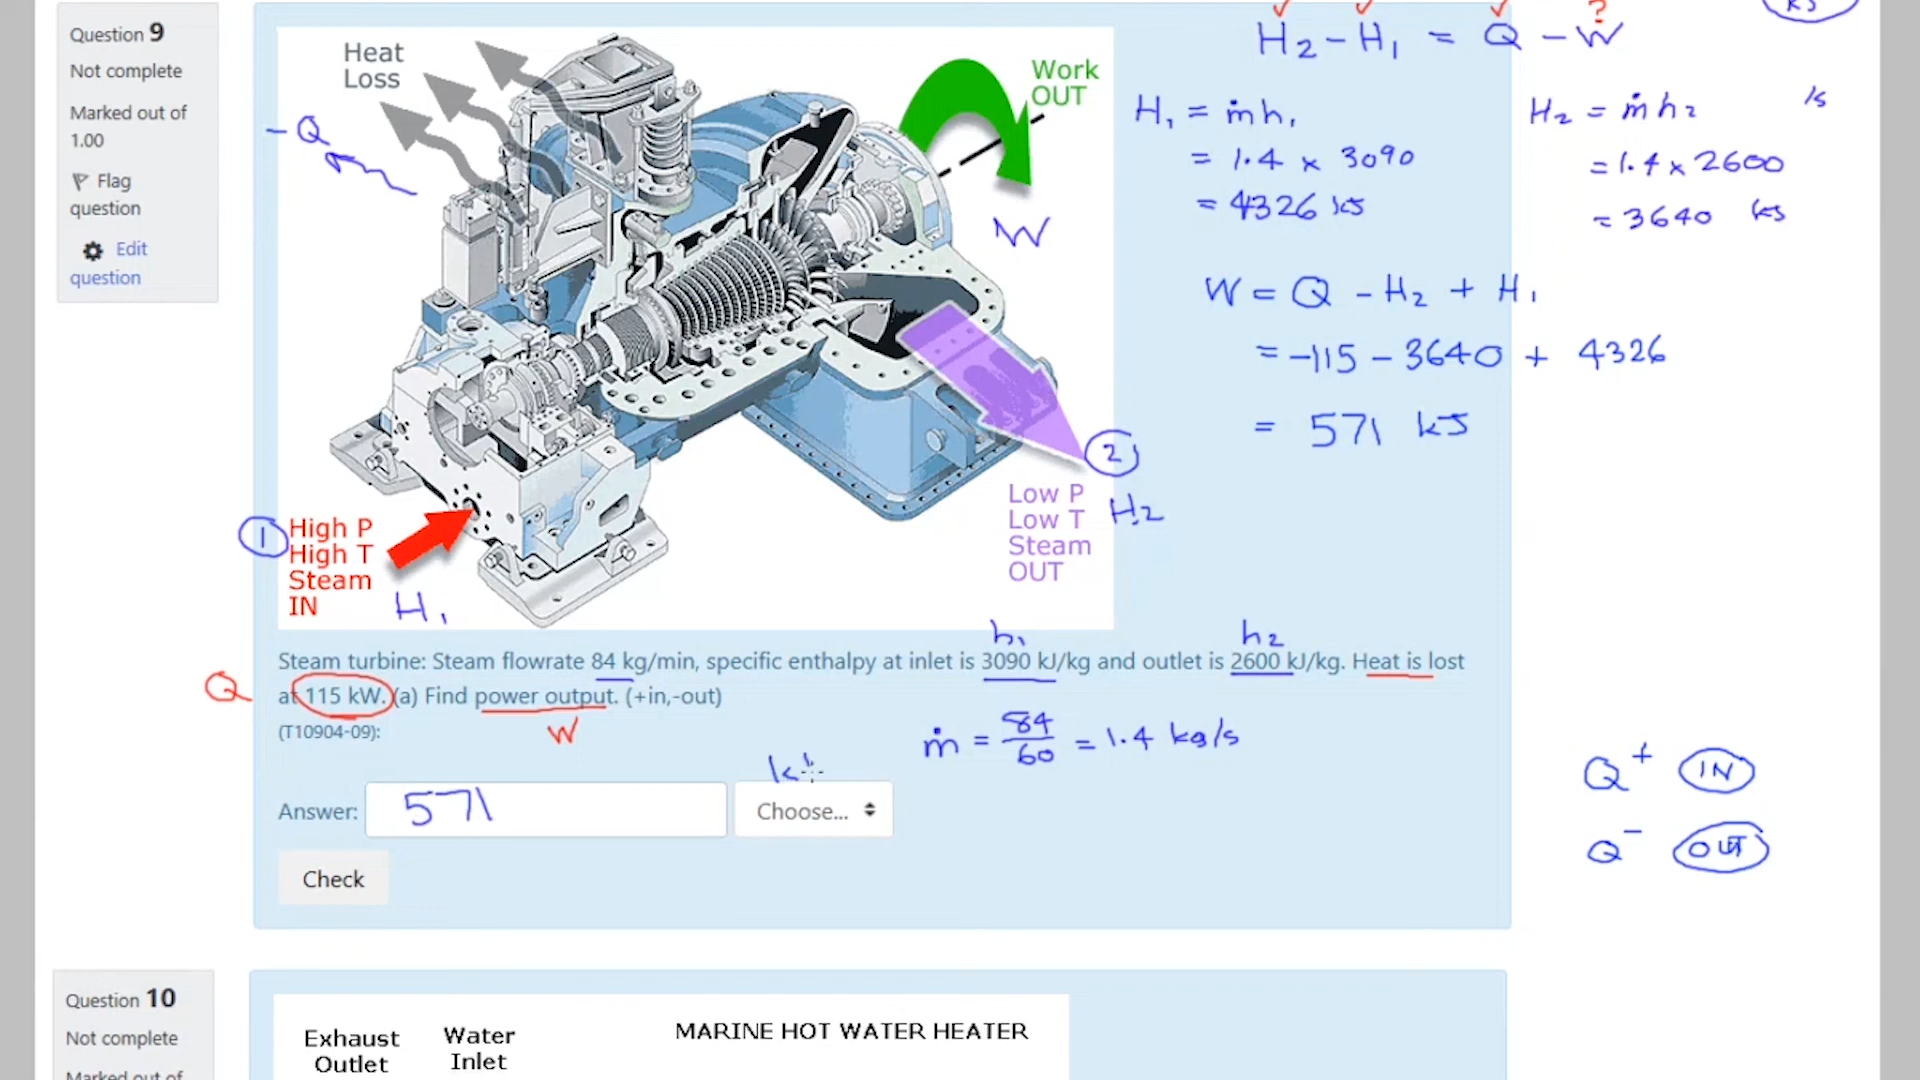 Question 9
Not complete
Marked out of
1.00
Flag
question
Edit
question
Heat
Loss
- Q
Work
OUT
W
1
High P
High T
Steam
IN
H1
2
H2
Low P
Low T
Steam
OUT
H2 - H1 = Q - W
?
kJ
H1 = ṁh1
= 1.4 x 3090
= 4326 kJ
H2 = ṁh2
/s
= 1.4 x 2600
= 3640 kJ
W = Q - H2 + H1
= -115 - 3640 + 4326
= 571 kJ
h1
h2
Steam turbine: Steam flowrate 84 kg/min, specific enthalpy at inlet is 3090 kJ/kg and outlet is 2600 kJ/kg. Heat is lost
Q
at 115 kW. (a) Find power output. (+in,-out)
(T10904-09):
W
ṁ = 84/60 = 1.4 kg/s
Answer: 571
Choose...
Check
Q+ IN
Q- OUT
Question 10
Not complete
Marked out of
Exhaust
Outlet
Water
Inlet
MARINE HOT WATER HEATER